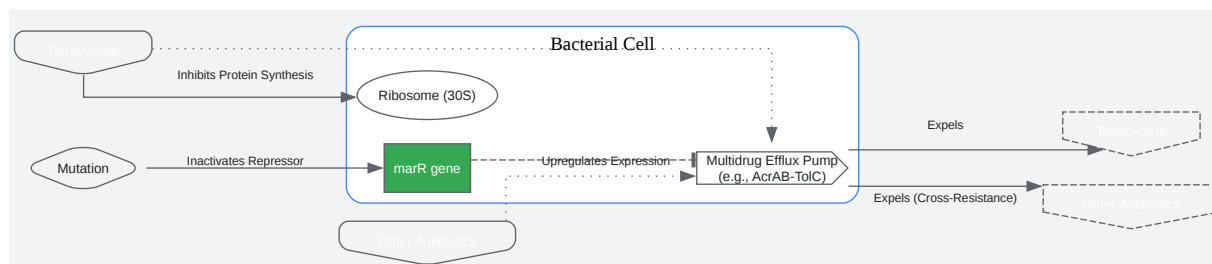 Bacterial Cell
Tetracycline
Inhibits Protein Synthesis
Ribosome (30S)
Expels
Tetracycline
Mutation
Inactivates Repressor
marR gene
Upregulates Expression
Multidrug Efflux Pump
(e.g., AcrAB-TolC)
Expels (Cross-Resistance)
Other Antibiotics
Other Antibiotics